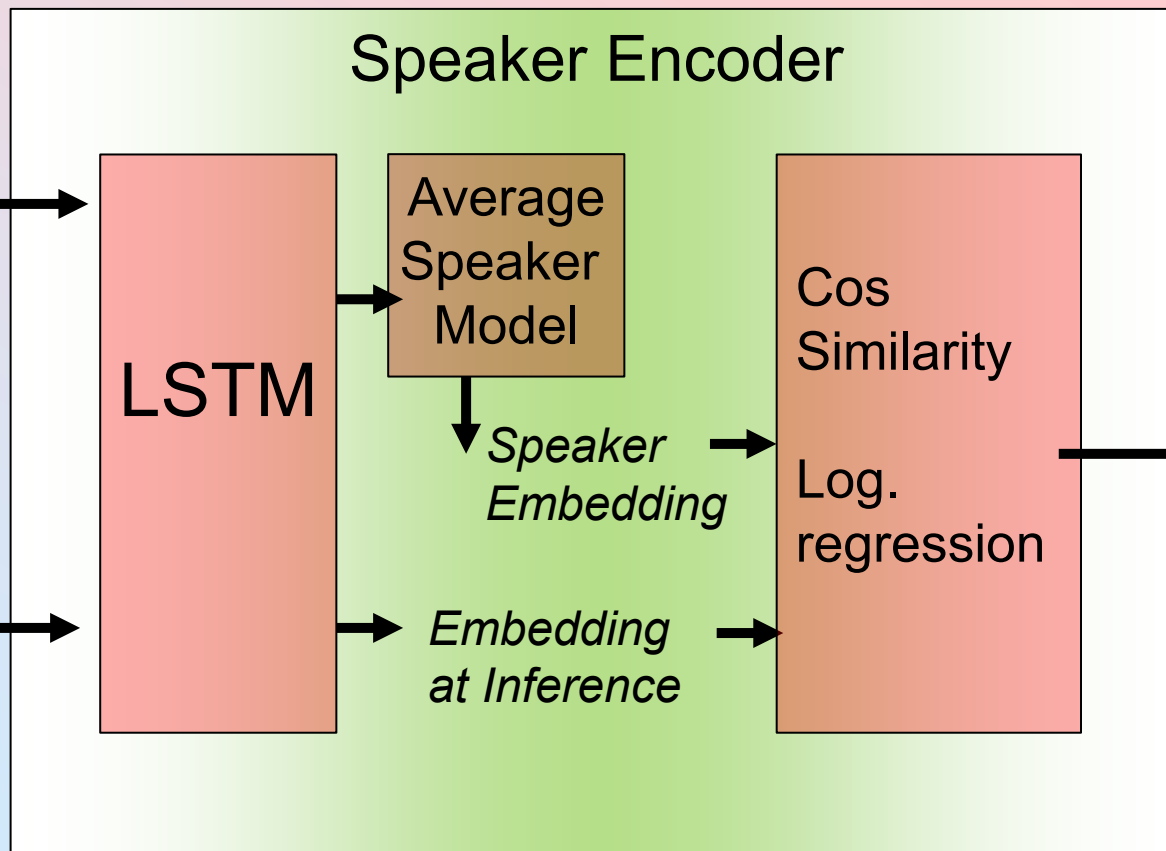 Speaker Encoder
LSTM
Average
Speaker
Model
Speaker
Embedding
Embedding
at Inference
Cos
Similarity
Log.
regression